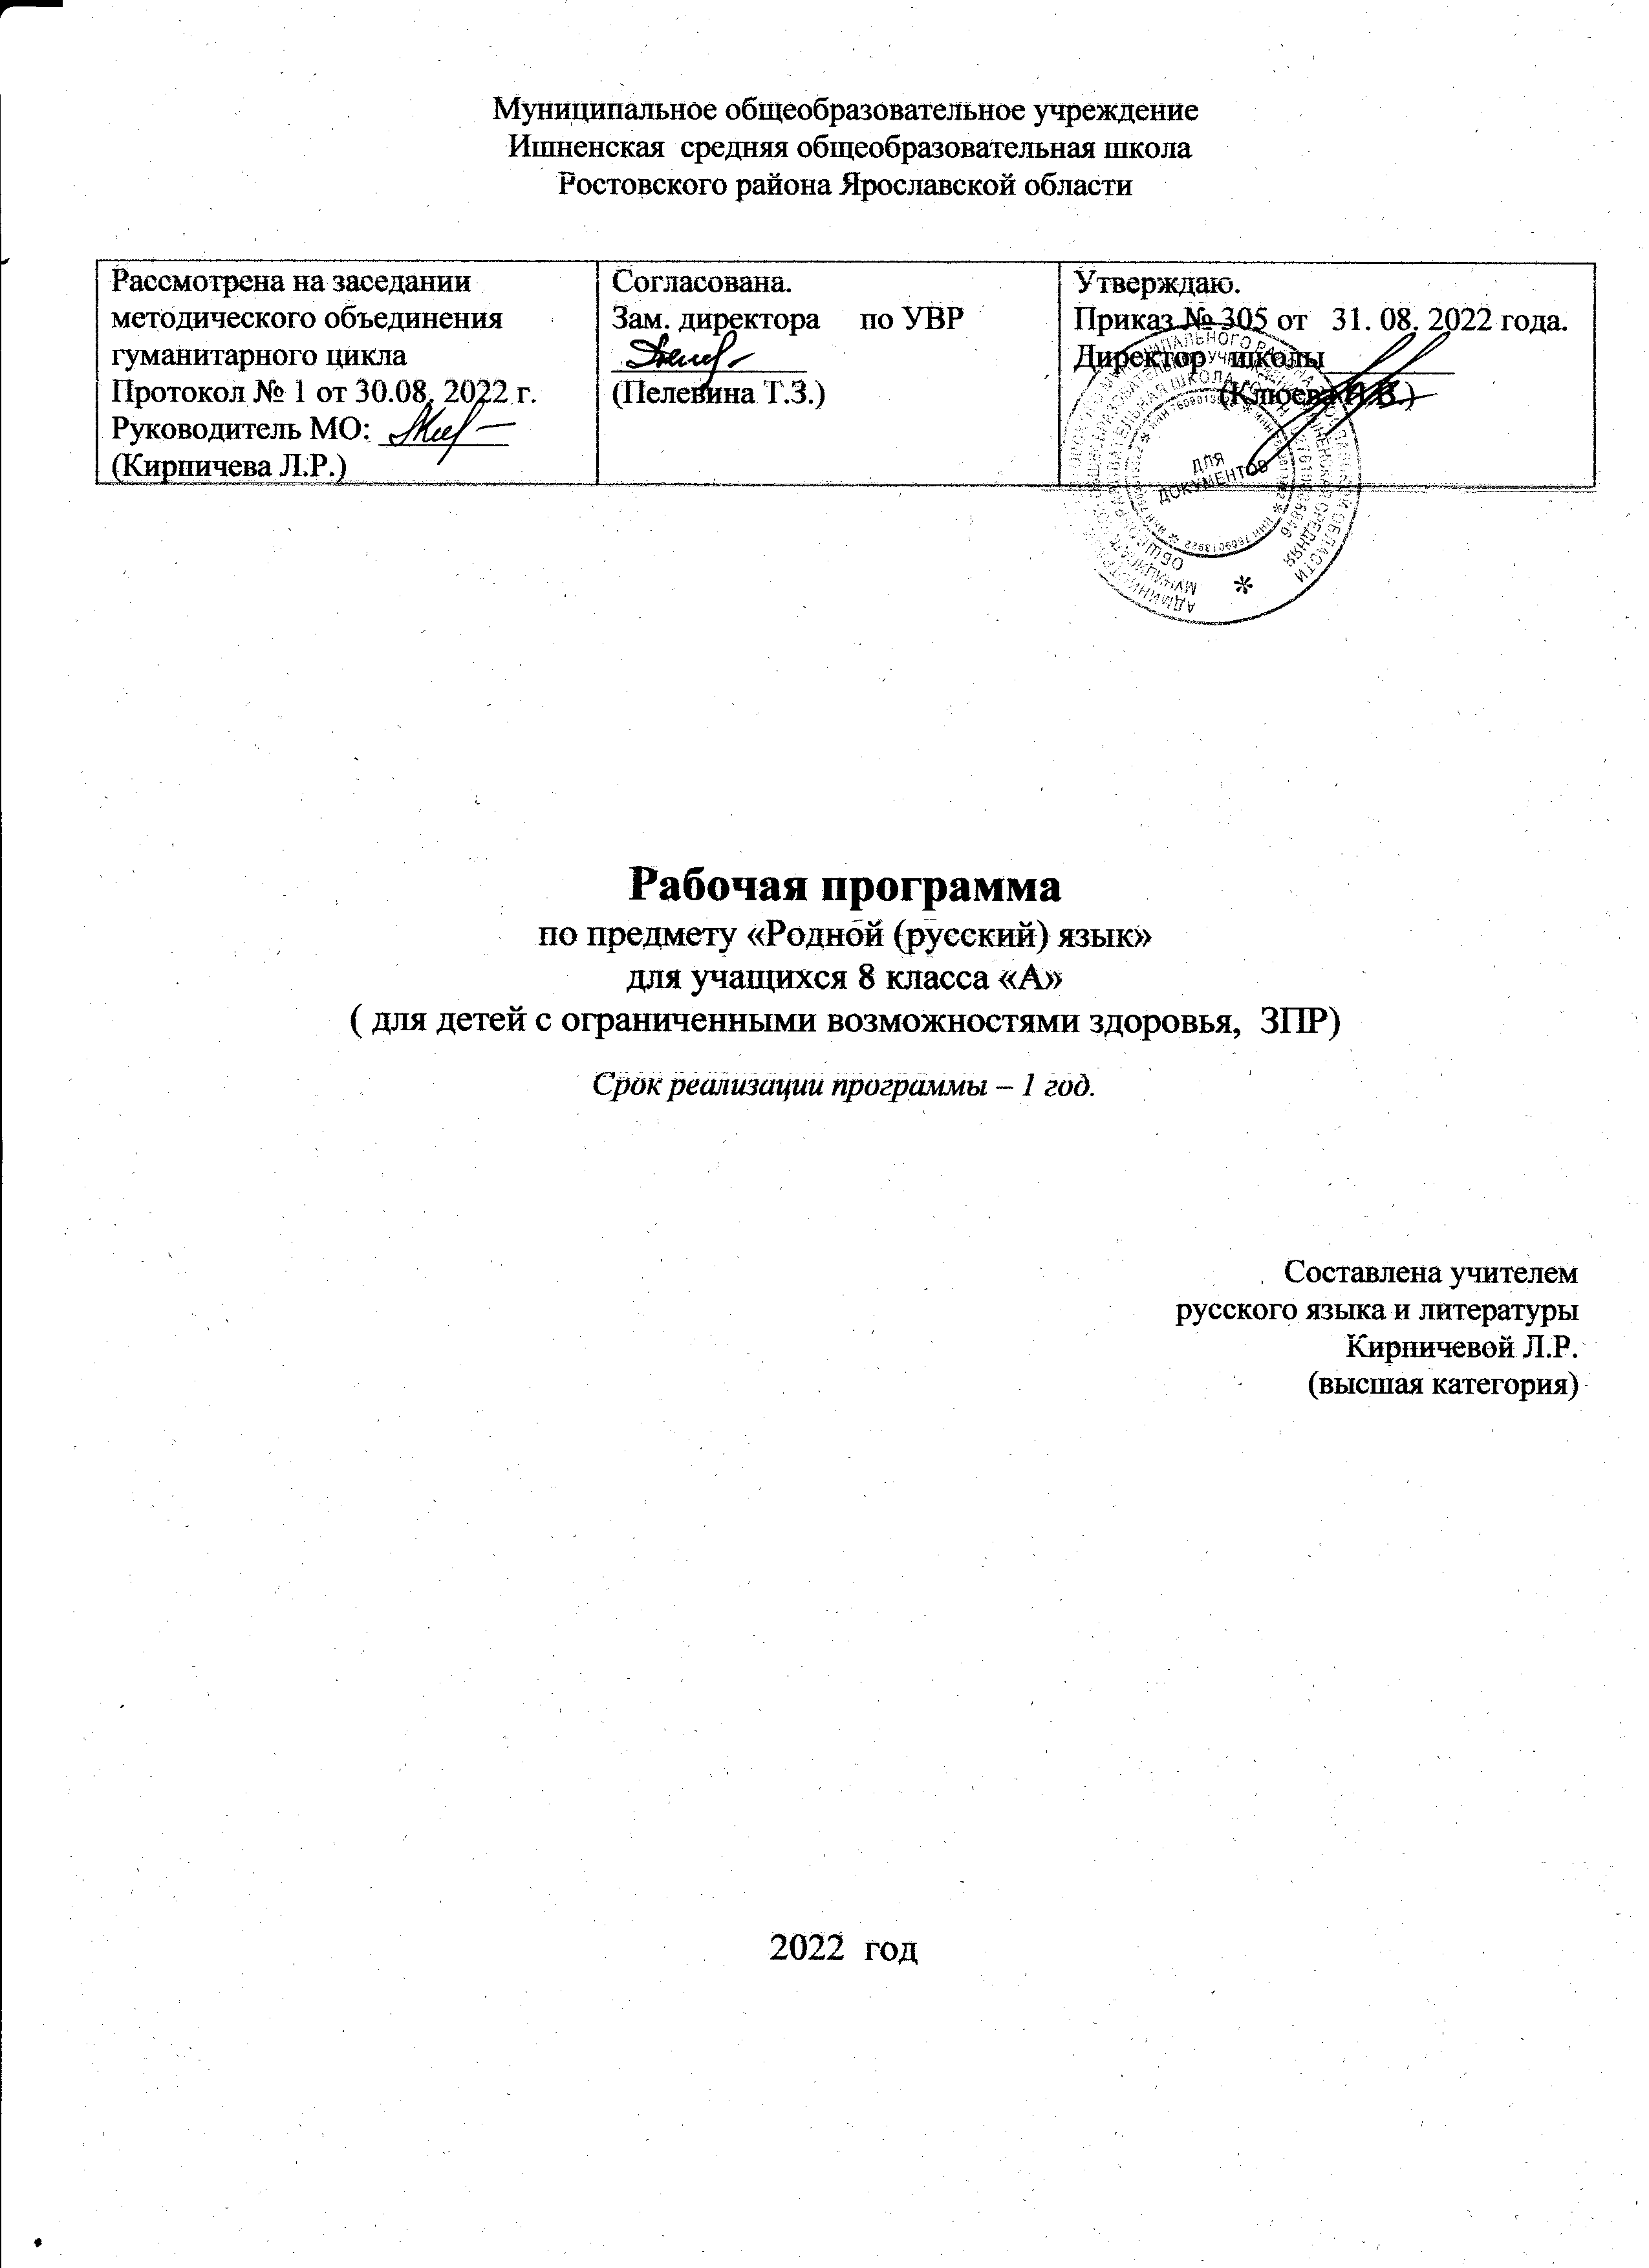 Муниципальное общеобразовательное учреждение
Ишненская средняя общеобразовательная школа
Ростовского района Ярославской области
Рассмотрена на заседании
методического объединения
гуманитарного цикла
Протокол № 1 от 30.08. 2022 г.
Руководитель МО: ________
(Кирпичева Л.Р.)
Согласована.
Зам. директора по УВР
____________
(Пелевина Т.З.)
Утверждаю.
Приказ № 305 от 31. 08. 2022 года.
Директор школы ________
(Клюева Н.В.)
ДЛЯ
ДОКУМЕНТОВ
Рабочая программа
по предмету «Родной (русский) язык»
для учащихся 8 класса «А»
( для детей с ограниченными возможностями здоровья, ЗПР)
Срок реализации программы – 1 год.
Составлена учителем
русского языка и литературы
Кирпичевой Л.Р.
(высшая категория)
2022 год